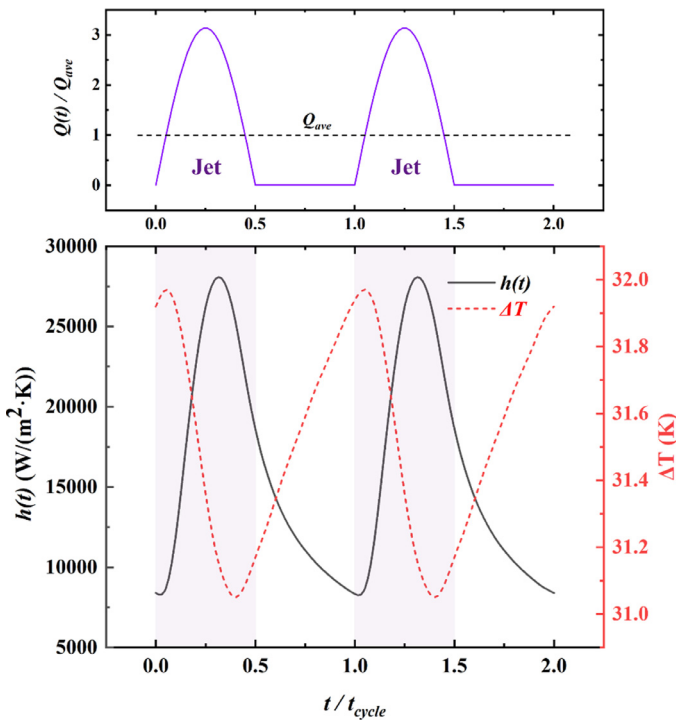 Q(t) / Q_ave
3
2
1
0
Q_ave
Jet
Jet
0.0
0.5
1.0
1.5
2.0
h(t) (W/(m²·K))
30000
25000
20000
15000
10000
5000
h(t)
ΔT
32.0
31.8
31.6
31.4
31.2
31.0
ΔT (K)
0.0
0.5
1.0
1.5
2.0
t / t_cycle